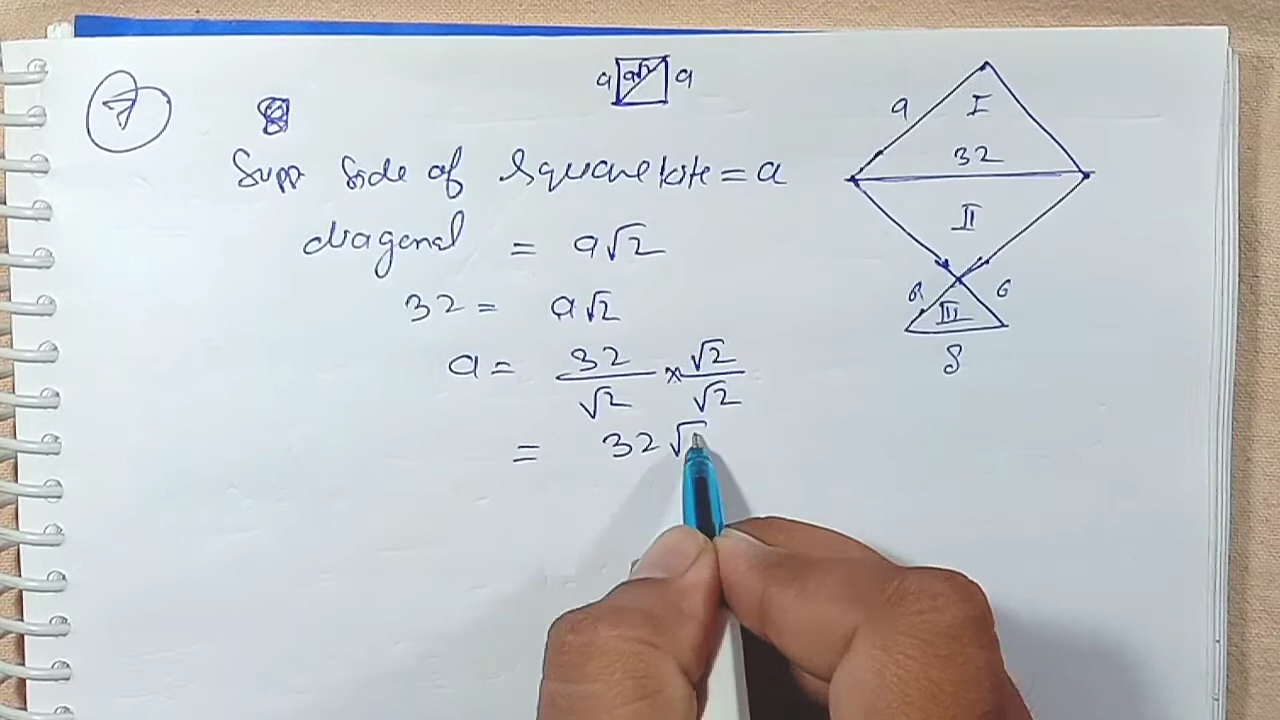 7
a a√2 a
Supp side of square kite = a
diagonal = a√2
32 = a√2
a = 32/√2 × √2/√2
= 32√
a
I
32
II
6 6
III
8